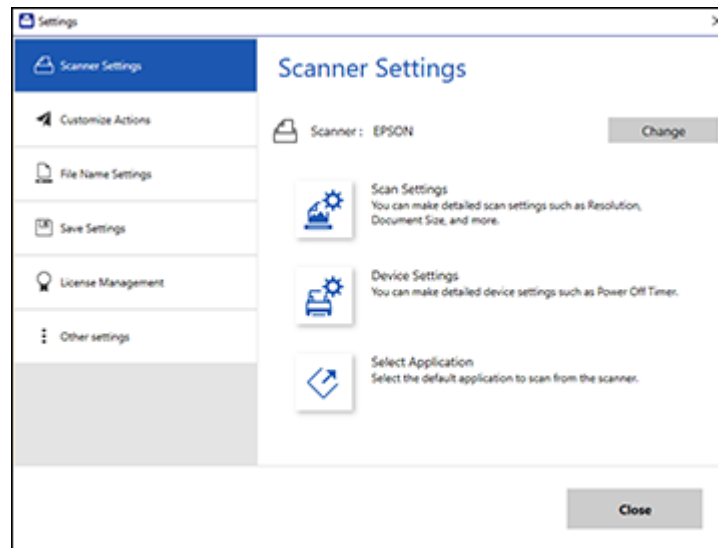 Settings
Scanner Settings
Customize Actions
File Name Settings
Save Settings
License Management
Other settings
Scanner Settings
Scanner : EPSON
Change
Scan Settings
You can make detailed scan settings such as Resolution,
Document Size, and more.
Device Settings
You can make detailed device settings such as Power Off Timer.
Select Application
Select the default application to scan from the scanner.
Close